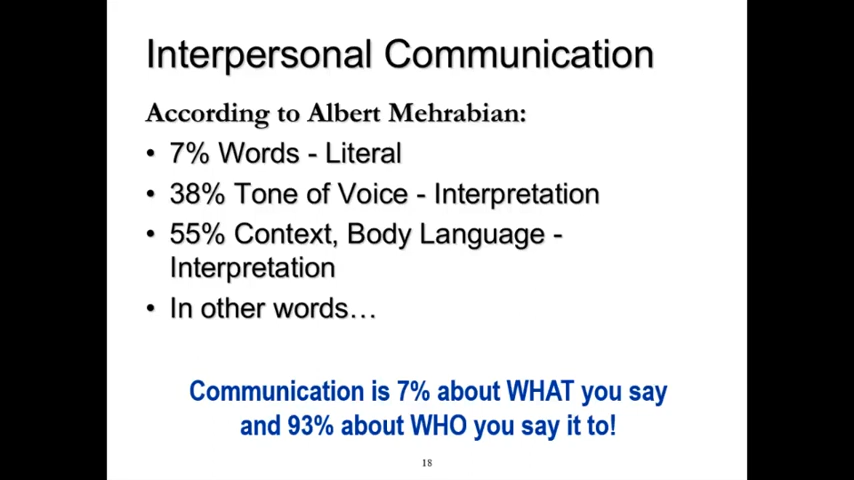 Interpersonal Communication
According to Albert Mehrabian:
• 7% Words - Literal
• 38% Tone of Voice - Interpretation
• 55% Context, Body Language -
Interpretation
• In other words…
Communication is 7% about WHAT you say
and 93% about WHO you say it to!
18